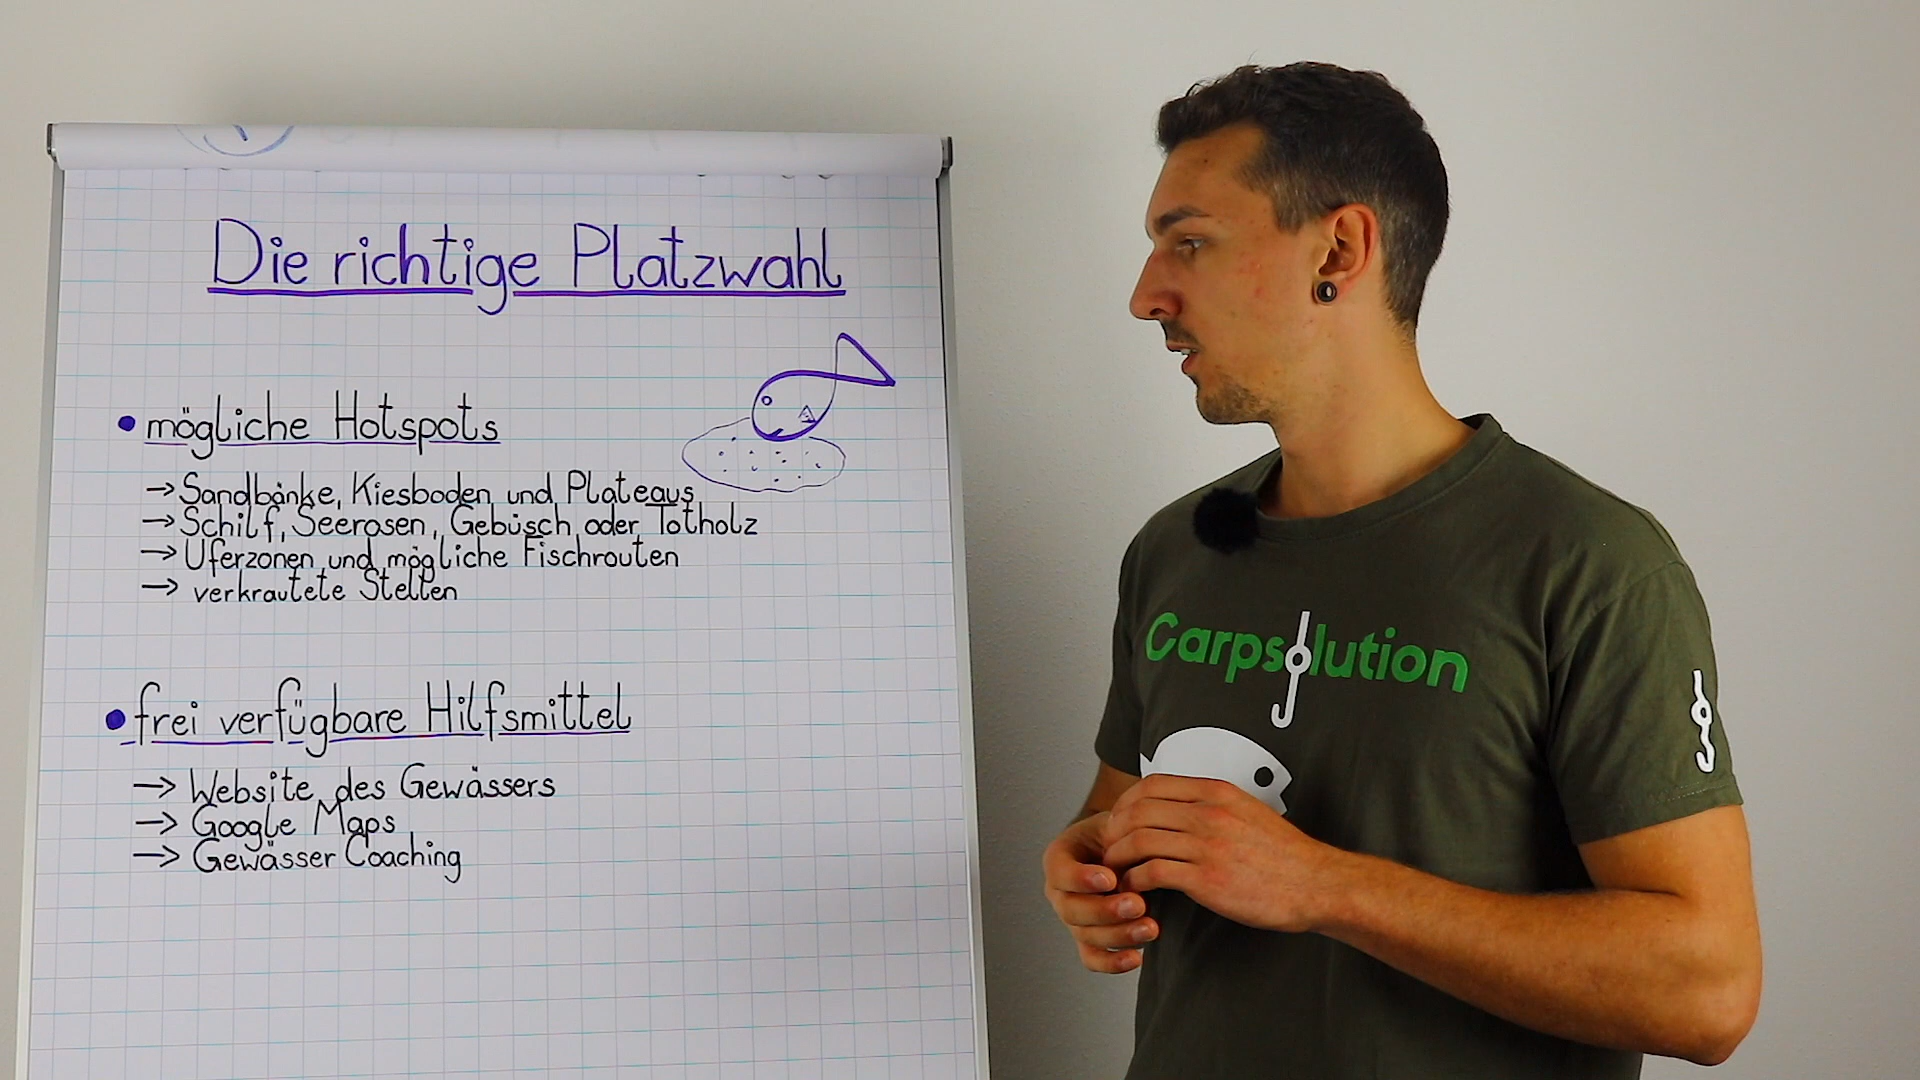 Die richtige Platzwahl
• mögliche Hotspots
→ Sandbänke, Kiesboden und Plateaus
→ Schilf, Seerosen, Gebüsch oder Totholz
→ Uferzonen und mögliche Fischrouten
→ verkrautete Stellen
• frei verfügbare Hilfsmittel
→ Website des Gewässers
→ Google Maps
→ Gewässer Coaching
Carpsolution